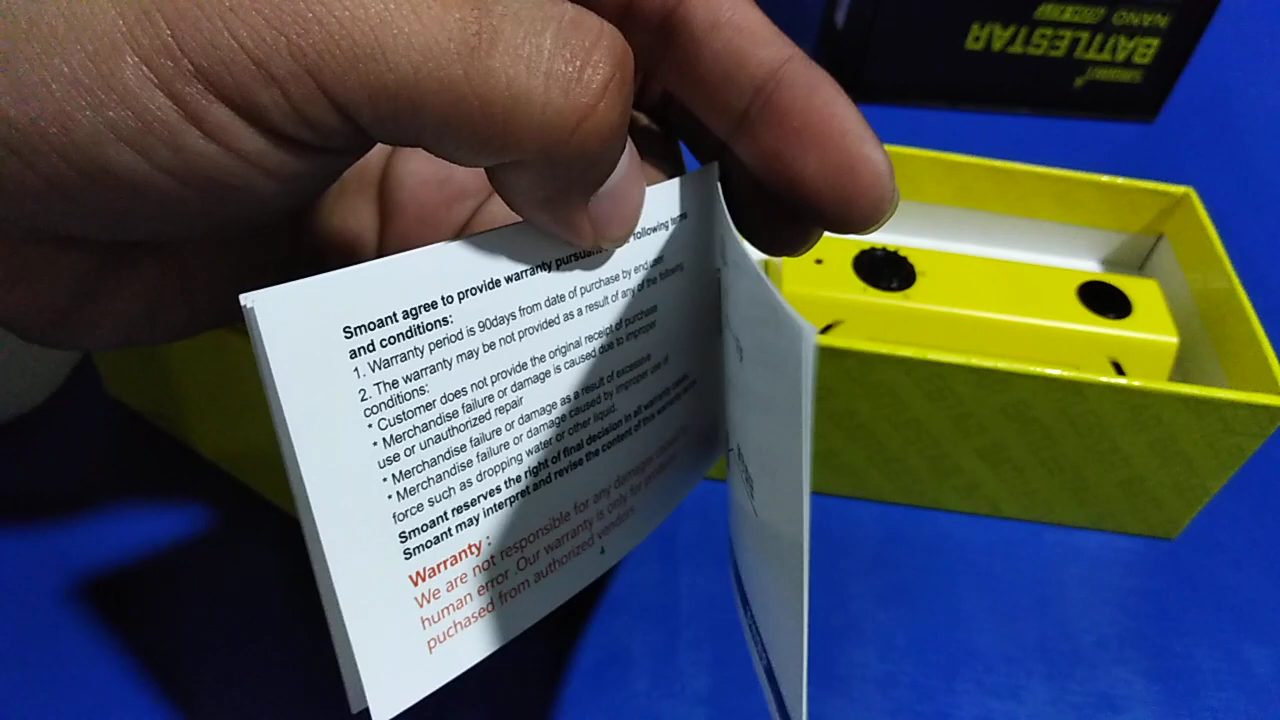 SMOANT
BATTLESTAR
NANO
Smoant agree to provide warranty pursuant following terms
and conditions:
1. Warranty period is 90days from date of purchase by end user
2. The warranty may be not provided as a result of any of the following
conditions:
* Customer does not provide the original receipt of purchase
* Merchandise failure or damage is caused due to improper
use or unauthorized repair
* Merchandise failure or damage as a result of excessive
* Merchandise failure or damage caused by improper use of
force such as dropping water or other liquid.
Smoant reserves the right of final decision in all warranty cases
Smoant may interpret and revise the content of this warranty
Warranty :
We are not responsible for any damages
human error .Our warranty is only for
puchased from authorized vendors
4